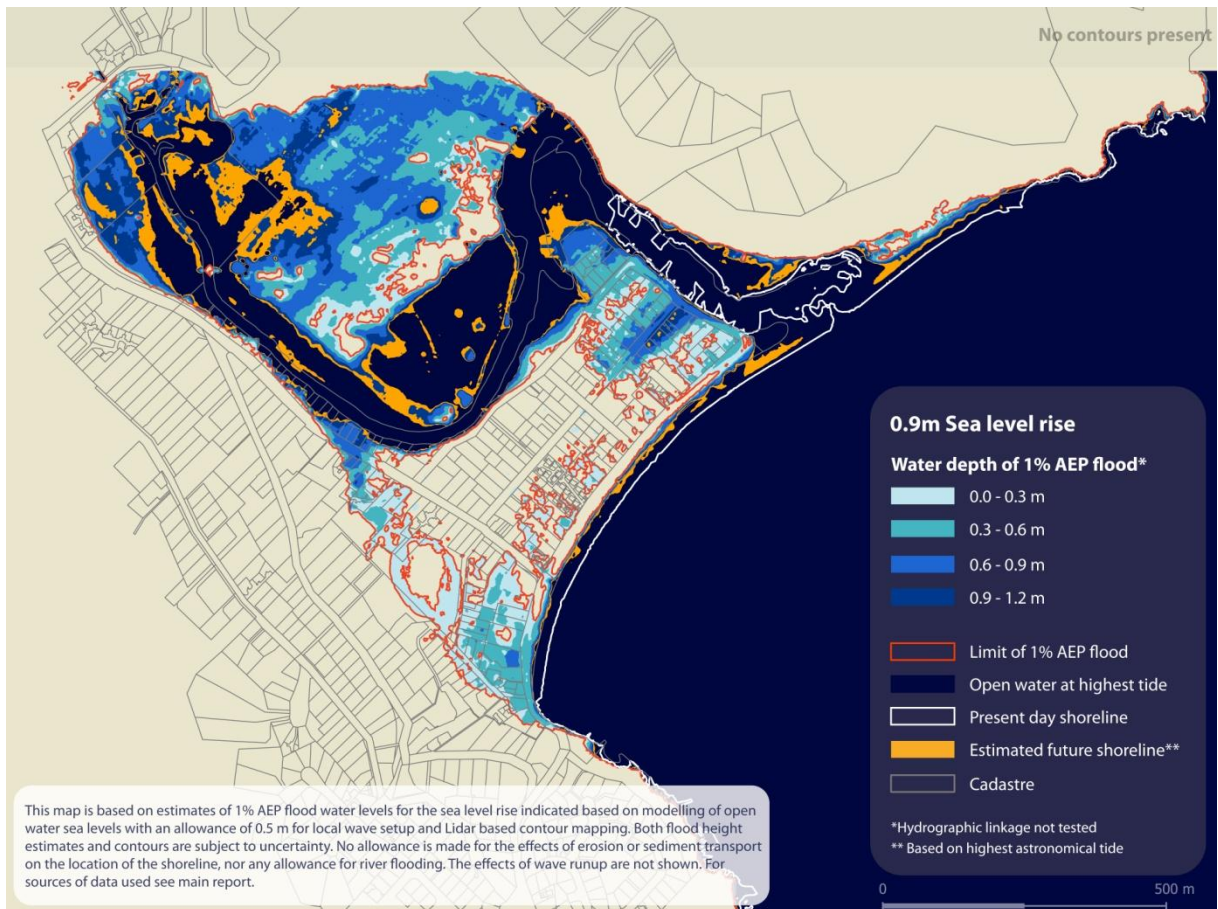 No contours present
0.9m Sea level rise
Water depth of 1% AEP flood*
0.0 - 0.3 m
0.3 - 0.6 m
0.6 - 0.9 m
0.9 - 1.2 m
Limit of 1% AEP flood
Open water at highest tide
Present day shoreline
Estimated future shoreline**
Cadastre
*Hydrographic linkage not tested
** Based on highest astronomical tide
0 500 m
This map is based on estimates of 1% AEP flood water levels for the sea level rise indicated based on modelling of open
water sea levels with an allowance of 0.5 m for local wave setup and Lidar based contour mapping. Both flood height
estimates and contours are subject to uncertainty. No allowance is made for the effects of erosion or sediment transport
on the location of the shoreline, nor any allowance for river flooding. The effects of wave runup are not shown. For
sources of data used see main report.